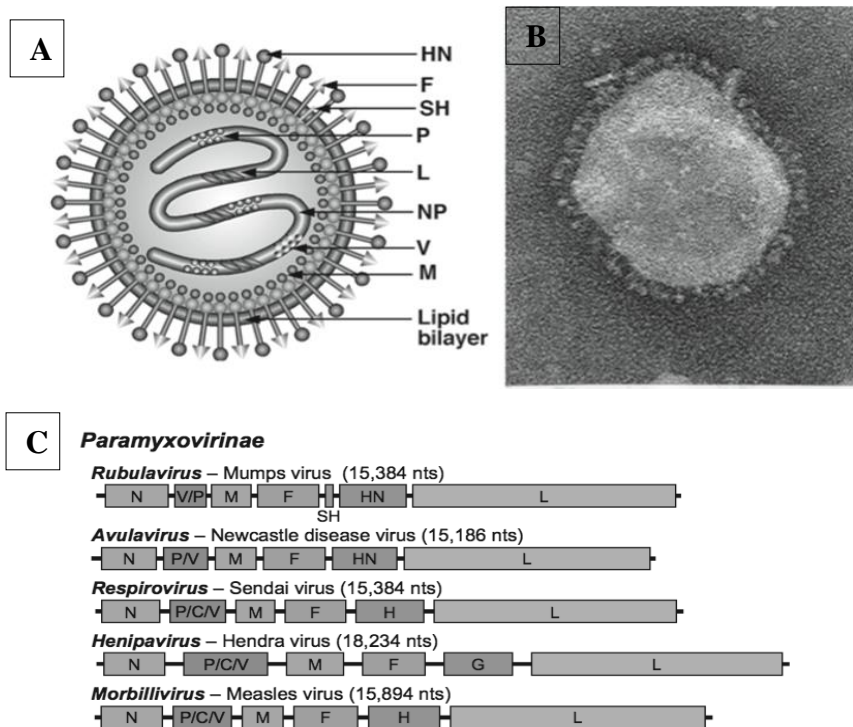 A
HN
F
SH
P
L
NP
V
M
Lipid
bilayer
B
C
Paramyxovirinae
Rubulavirus – Mumps virus (15,384 nts)
N V/P M F HN L
SH
Avulavirus – Newcastle disease virus (15,186 nts)
N P/V M F HN L
Respirovirus – Sendai virus (15,384 nts)
N P/C/V M F H L
Henipavirus – Hendra virus (18,234 nts)
N P/C/V M F G L
Morbillivirus – Measles virus (15,894 nts)
N P/C/V M F H L